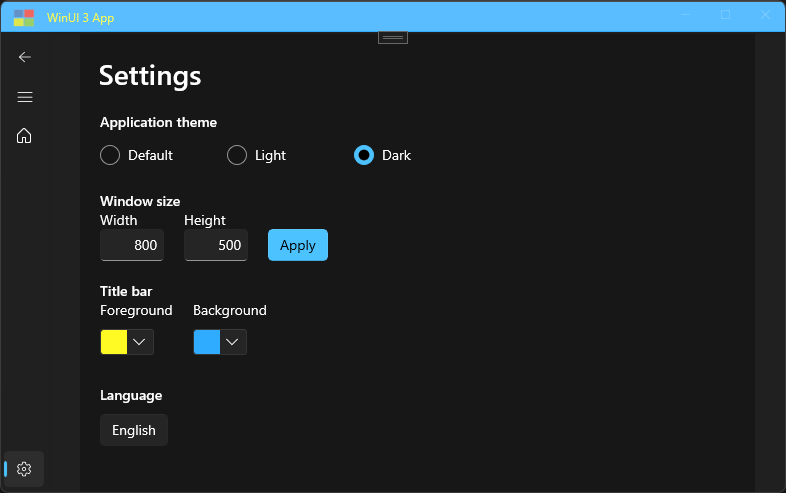 WinUI 3 App
Settings
Application theme
Default Light Dark
Window size
Width Height
800 500 Apply
Title bar
Foreground Background
Language
English